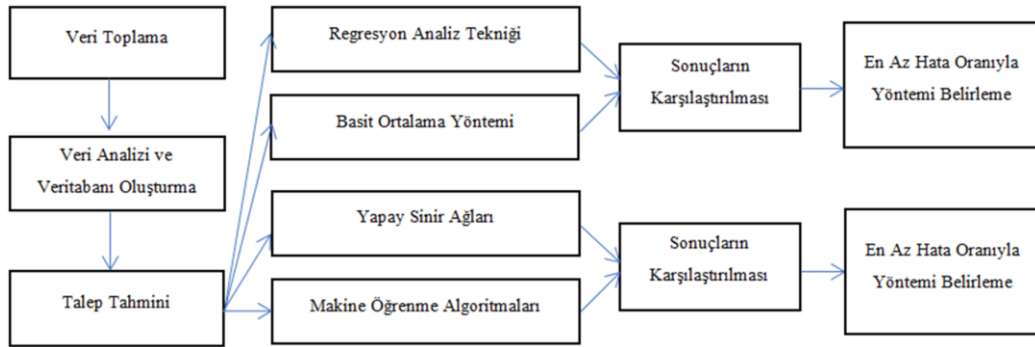 Veri Toplama
Veri Analizi ve
Veritabanı Oluşturma
Talep Tahmini
Regresyon Analiz Tekniği
Basit Ortalama Yöntemi
Yapay Sinir Ağları
Makine Öğrenme Algoritmaları
Sonuçların
Karşılaştırılması
En Az Hata Oranıyla
Yöntemi Belirleme
Sonuçların
Karşılaştırılması
En Az Hata Oranıyla
Yöntemi Belirleme